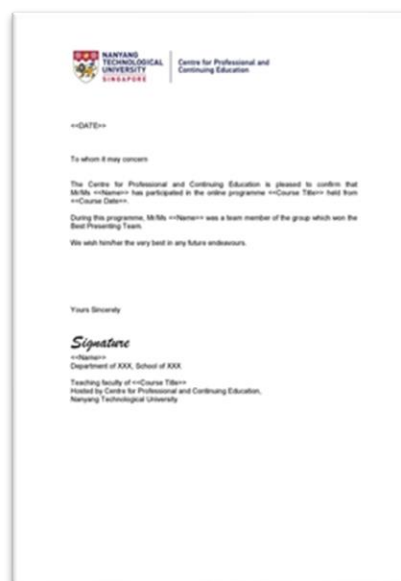 NANYANG
TECHNOLOGICAL
UNIVERSITY
SINGAPORE
Centre for Professional and
Continuing Education
<<DATE>>
To whom it may concern
The Centre for Professional and Continuing Education is pleased to confirm that
Mr/Ms <<Name>> has participated in the online programme <<Course Title>> held from
<<Course Date>>.
During this programme, Mr/Ms <<Name>> was a team member of the group which won the
Best Presenting Team.
We wish him/her the very best in any future endeavours.
Yours Sincerely
Signature
<<Name>>
Department of XXX, School of XXX
Teaching faculty of <<Course Title>>
Hosted by Centre for Professional and Continuing Education,
Nanyang Technological University